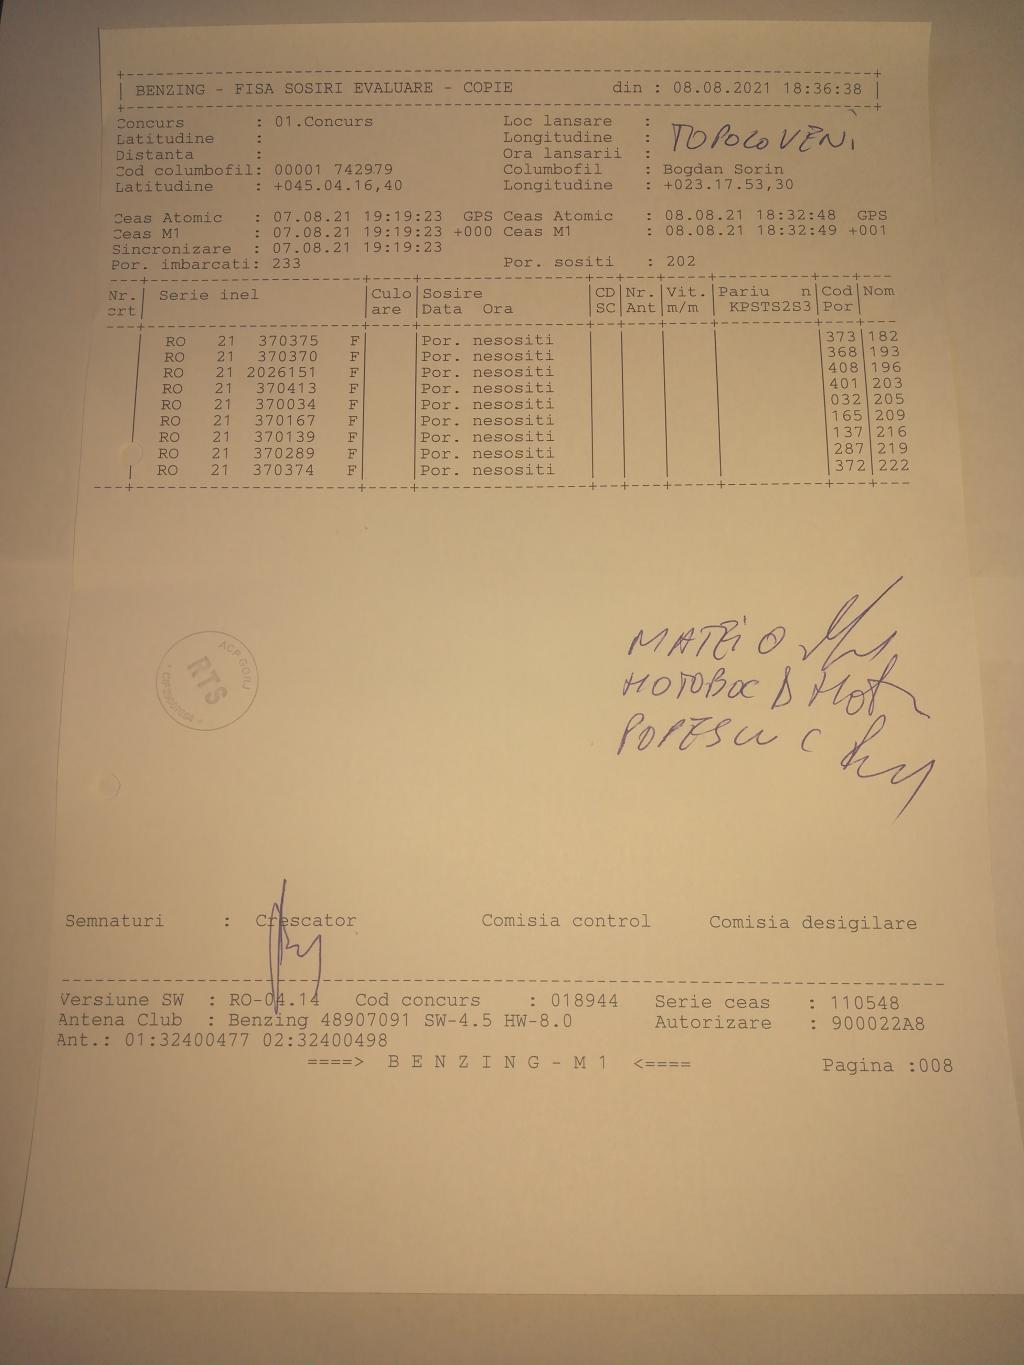 BENZING - FISA SOSIRI EVALUARE - COPIE din : 08.08.2021 18:36:38
Concurs : 01.Concurs Loc lansare :
Latitudine : Longitudine : TOPOLOVENI
Distanta : Ora lansarii :
Cod columbofil: 00001 742979 Columbofil : Bogdan Sorin
Latitudine : +045.04.16,40 Longitudine : +023.17.53,30
Ceas Atomic : 07.08.21 19:19:23 GPS Ceas Atomic : 08.08.21 18:32:48 GPS
Ceas M1 : 07.08.21 19:19:23 +000 Ceas M1 : 08.08.21 18:32:49 +001
Sincronizare : 07.08.21 19:19:23
Por. imbarcati: 233 Por. sositi : 202
Nr. Serie inel Culo Sosire CD Nr. Vit. Pariu n Cod Nom
crt are Data Ora SC Ant m/m KPSTS2S3 Por
RO 21 370375 F Por. nesositi 373 182
RO 21 370370 F Por. nesositi 368 193
RO 21 2026151 F Por. nesositi 408 196
RO 21 370413 F Por. nesositi 401 203
RO 21 370034 F Por. nesositi 032 205
RO 21 370167 F Por. nesositi 165 209
RO 21 370139 F Por. nesositi 137 216
RO 21 370289 F Por. nesositi 287 219
RO 21 370374 F Por. nesositi 372 222
MATEI O
ACP GORJ
RTS
POPESCU C
Semnaturi : Crescator Comisia control Comisia desigilare
Versiune SW : RO-04.14 Cod concurs : 018944 Serie ceas : 110548
Antena Club : Benzing 48907091 SW-4.5 HW-8.0 Autorizare : 900022A8
Ant.: 01:32400477 02:32400498
====> B E N Z I N G - M 1 <==== Pagina :008